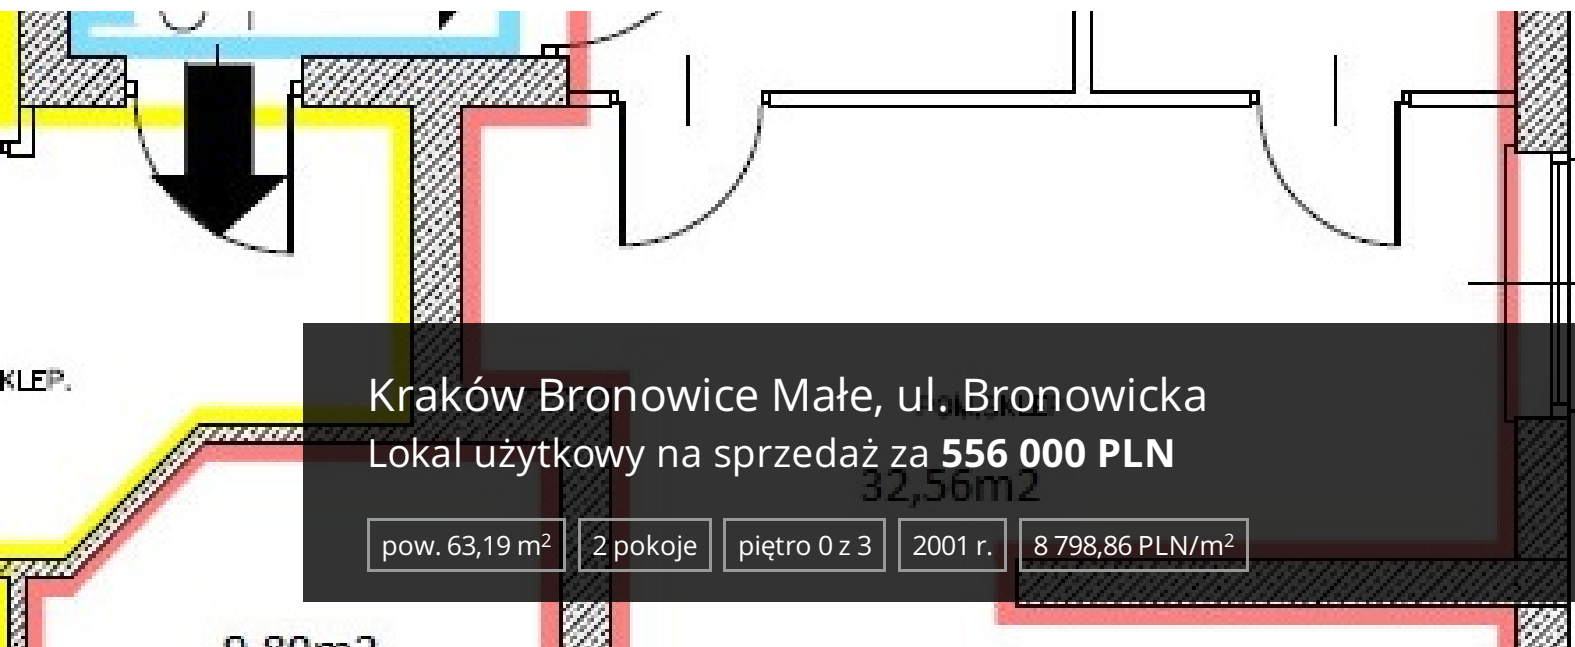 KLEP.
Kraków Bronowice Małe, ul. Bronowicka
Lokal użytkowy na sprzedaż za 556 000 PLN
32,56m2
pow. 63,19 m² 2 pokoje piętro 0 z 3 2001 r. 8 798,86 PLN/m²